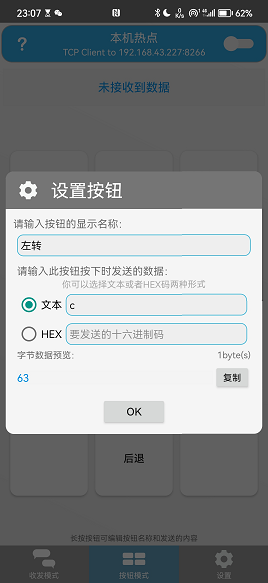 23:07
62%
?
本机热点
TCP Client to 192.168.43.227:8266
未接收到数据
设置按钮
请输入按钮的显示名称：
左转
请输入此按钮按下时发送的数据：
你可以选择文本或者HEX码两种形式
文本 c
HEX 要发送的十六进制码
字节数据预览： 1byte(s)
63 复制
OK
后退
长按按钮可编辑按钮名称和发送的内容
收发模式 按钮模式 设置